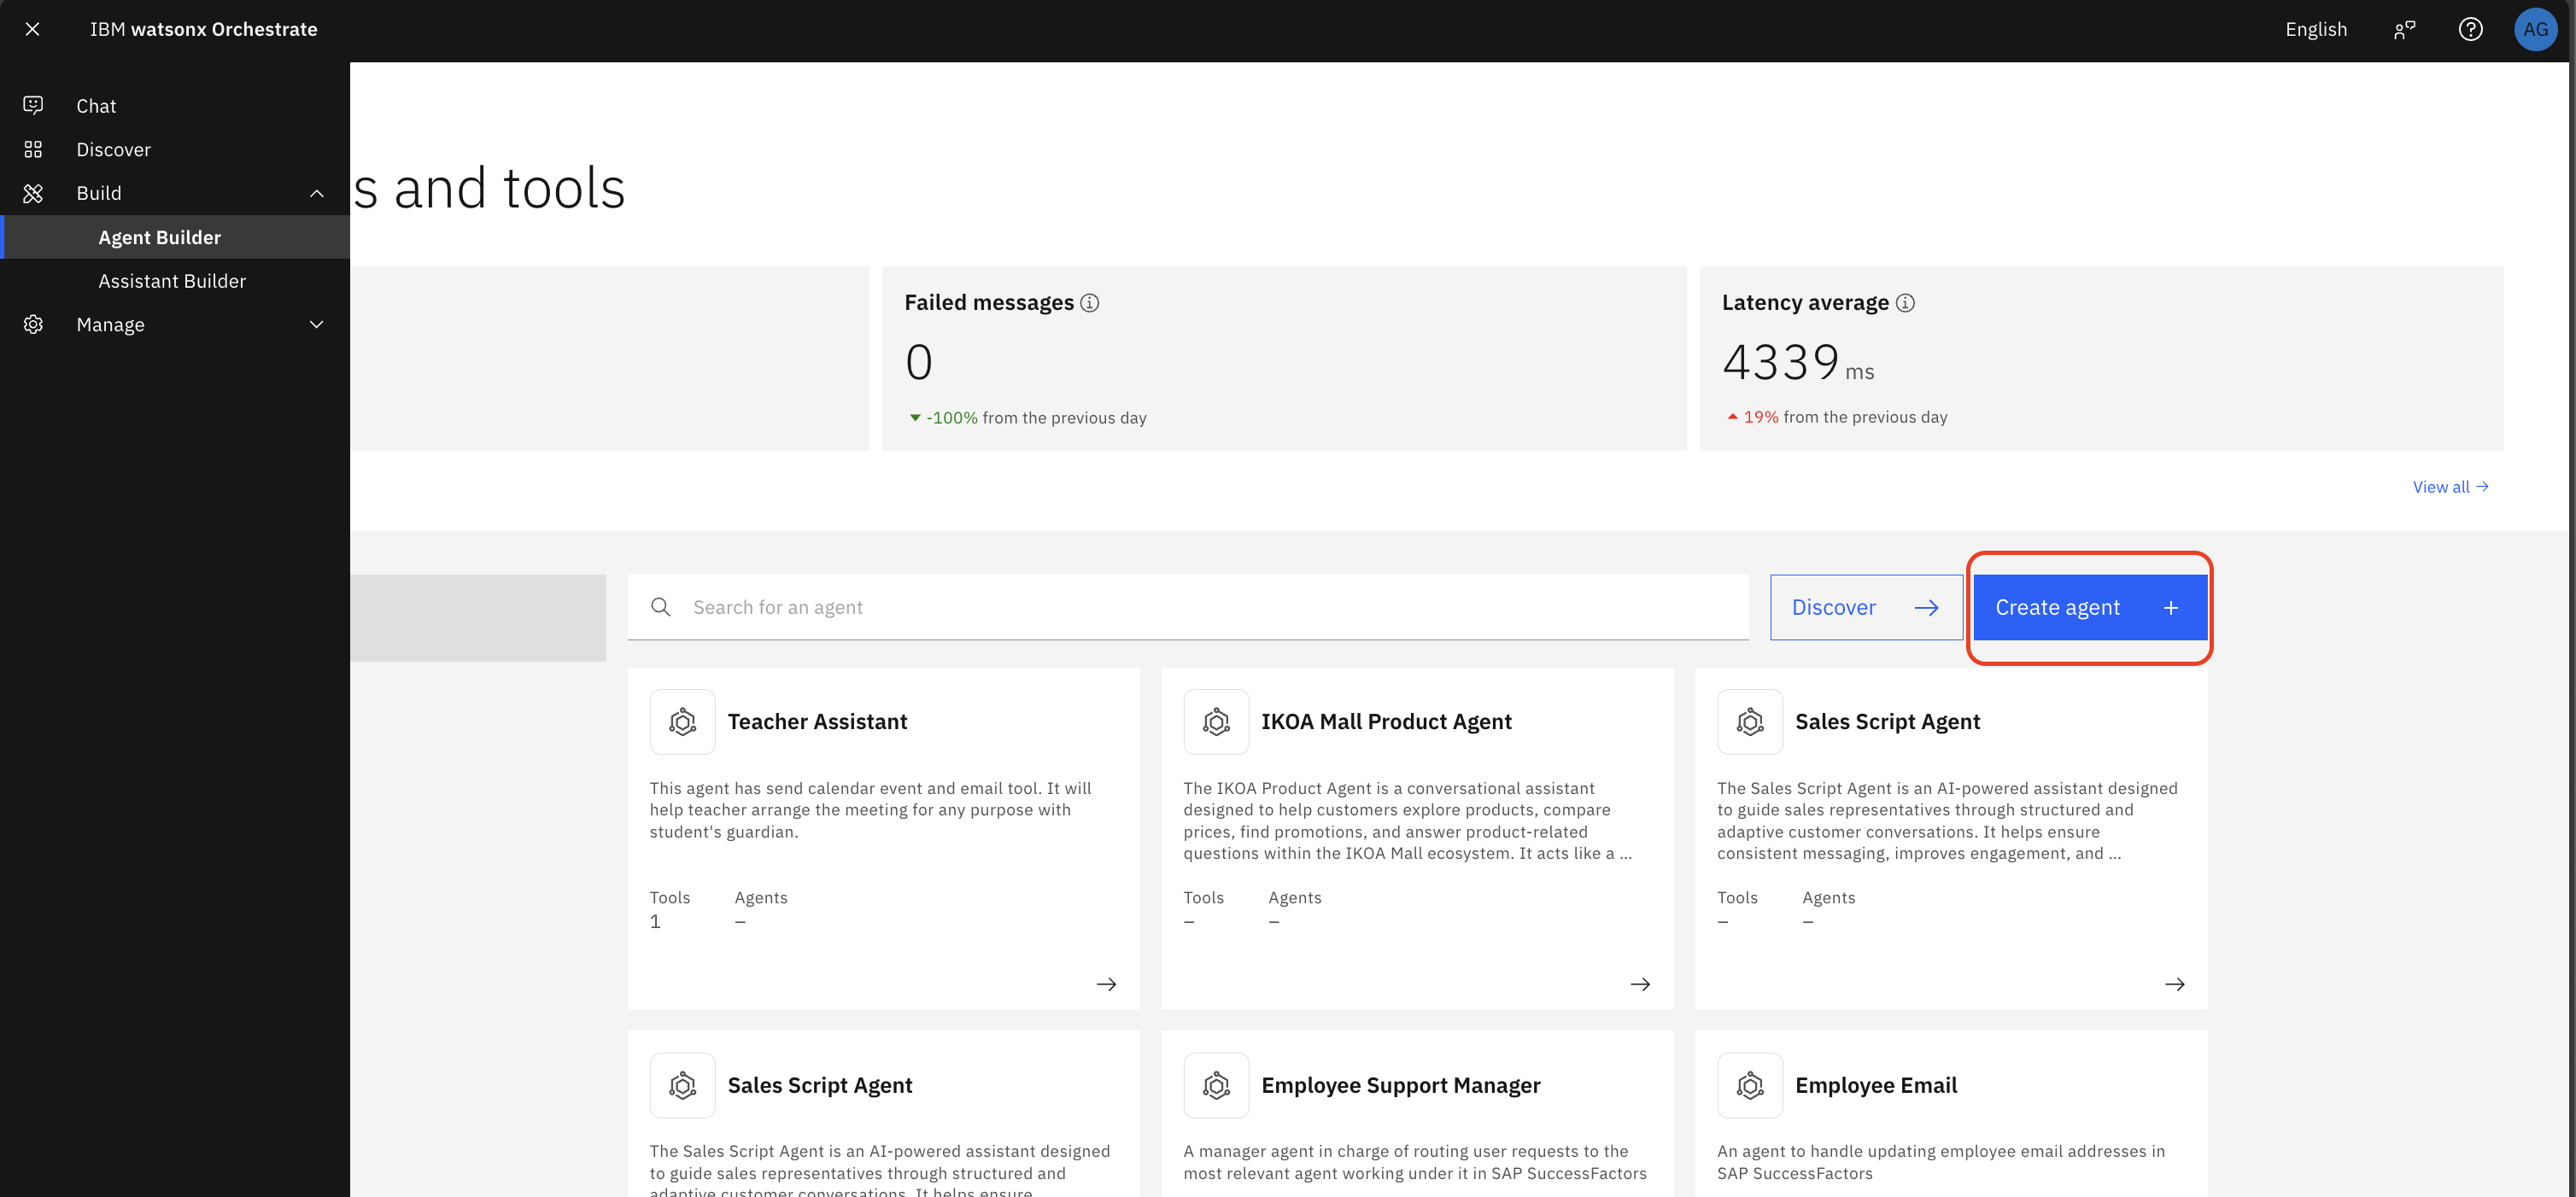 IBM watsonx Orchestrate
English
AG
Chat
Discover
Build
Agent Builder
Assistant Builder
Manage
s and tools
Failed messages
0
-100% from the previous day
Latency average
4339 ms
19% from the previous day
View all
Search for an agent
Discover
Create agent
Teacher Assistant
This agent has send calendar event and email tool. It will
help teacher arrange the meeting for any purpose with
student's guardian.
Tools Agents
1 –
IKOA Mall Product Agent
The IKOA Product Agent is a conversational assistant
designed to help customers explore products, compare
prices, find promotions, and answer product-related
questions within the IKOA Mall ecosystem. It acts like a ...
Tools Agents
– –
Sales Script Agent
The Sales Script Agent is an AI-powered assistant designed
to guide sales representatives through structured and
adaptive customer conversations. It helps ensure
consistent messaging, improves engagement, and ...
Tools Agents
– –
Sales Script Agent
The Sales Script Agent is an AI-powered assistant designed
to guide sales representatives through structured and
adaptive customer conversations. It helps ensure
Employee Support Manager
A manager agent in charge of routing user requests to the
most relevant agent working under it in SAP SuccessFactors
Employee Email
An agent to handle updating employee email addresses in
SAP SuccessFactors